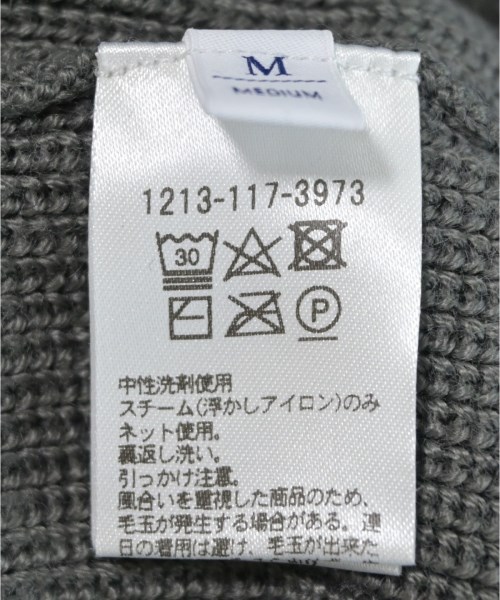 M
MEDIUM
1213-117-3973
30
P
中性洗剤使用
スチーム(浮かしアイロン)のみ
ネット使用。
裏返し洗い。
引っかけ注意。
風合いを重視した商品のため、
毛玉が発生する場合がある。連
日の着用は避け、毛玉が出来た